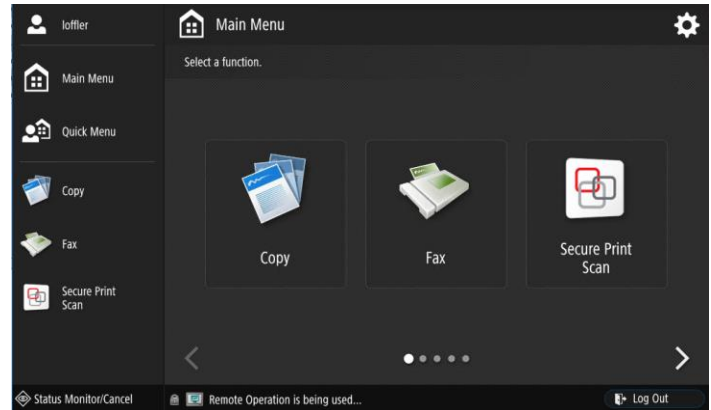 loffler
Main Menu
Quick Menu
Copy
Fax
Secure Print
Scan
Main Menu
Select a function.
Copy
Fax
Secure Print
Scan
Status Monitor/Cancel
Remote Operation is being used...
Log Out